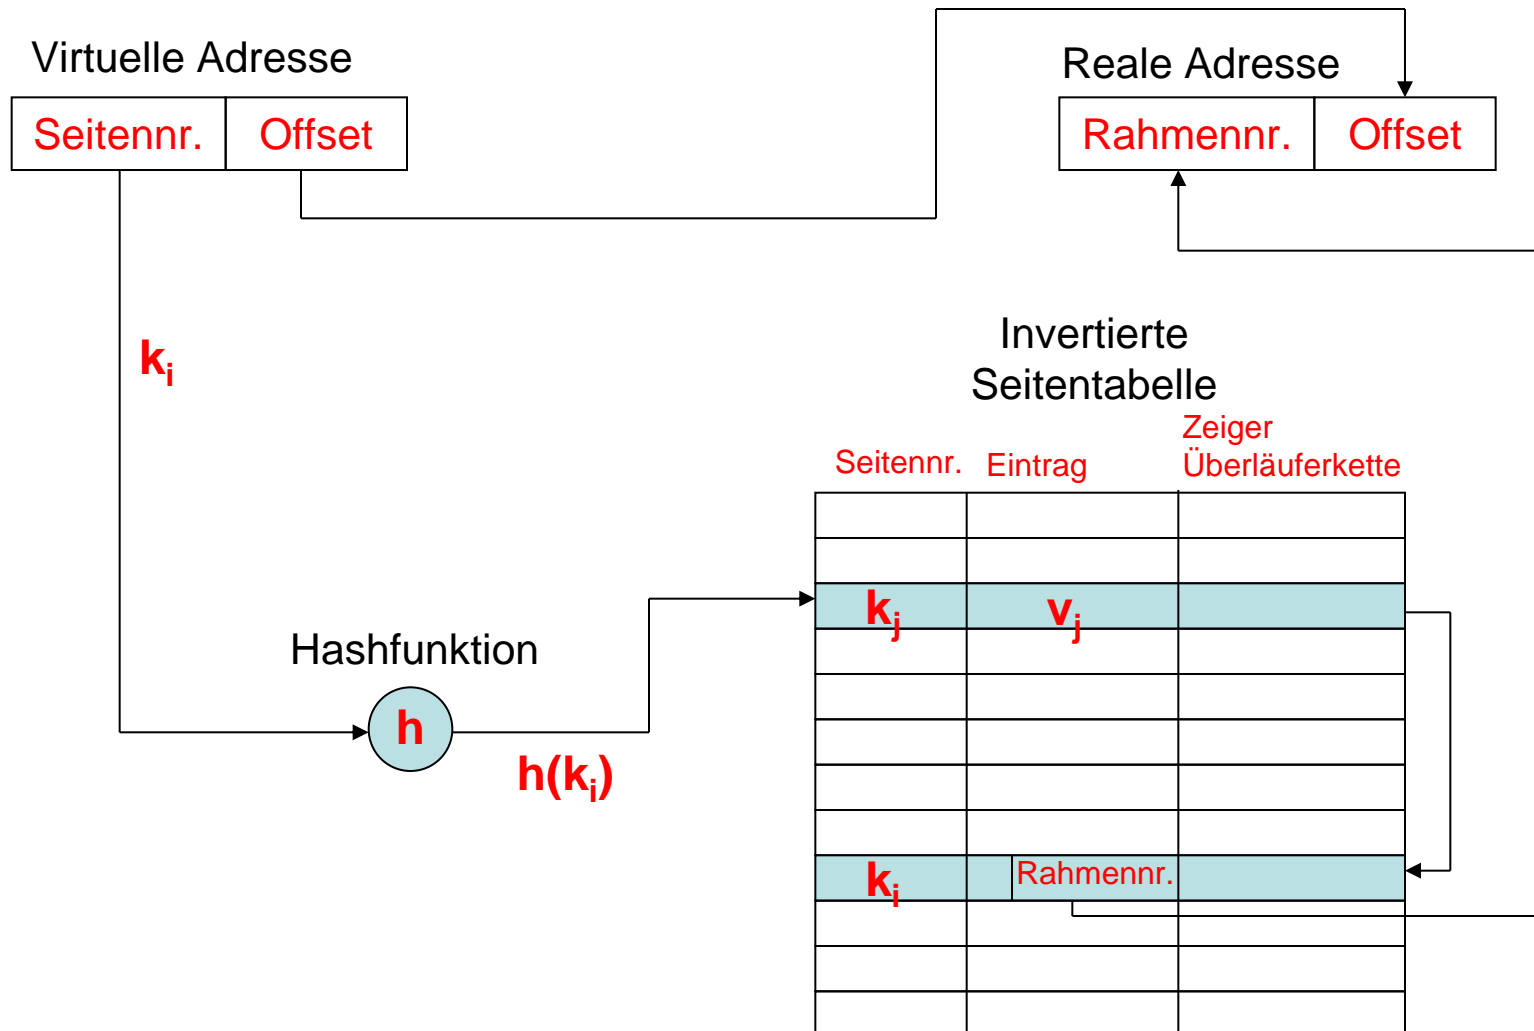 Virtuelle Adresse
Reale Adresse
Seitennr. Offset
Rahmennr. Offset
kᵢ
Invertierte
Seitentabelle
Seitennr.
Eintrag
Zeiger
Überläuferkette
kⱼ vⱼ
Hashfunktion
h
h(kᵢ)
kᵢ Rahmennr.